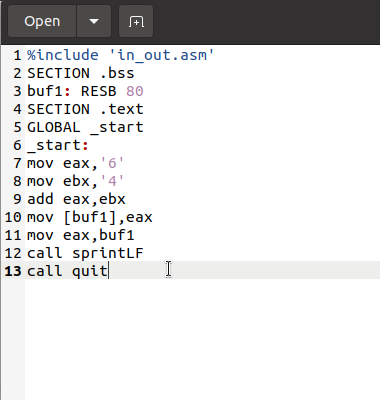 Open
1 %include 'in_out.asm'
2 SECTION .bss
3 buf1: RESB 80
4 SECTION .text
5 GLOBAL _start
6 _start:
7 mov eax,'6'
8 mov ebx,'4'
9 add eax,ebx
10 mov [buf1],eax
11 mov eax,buf1
12 call sprintLF
13 call quit